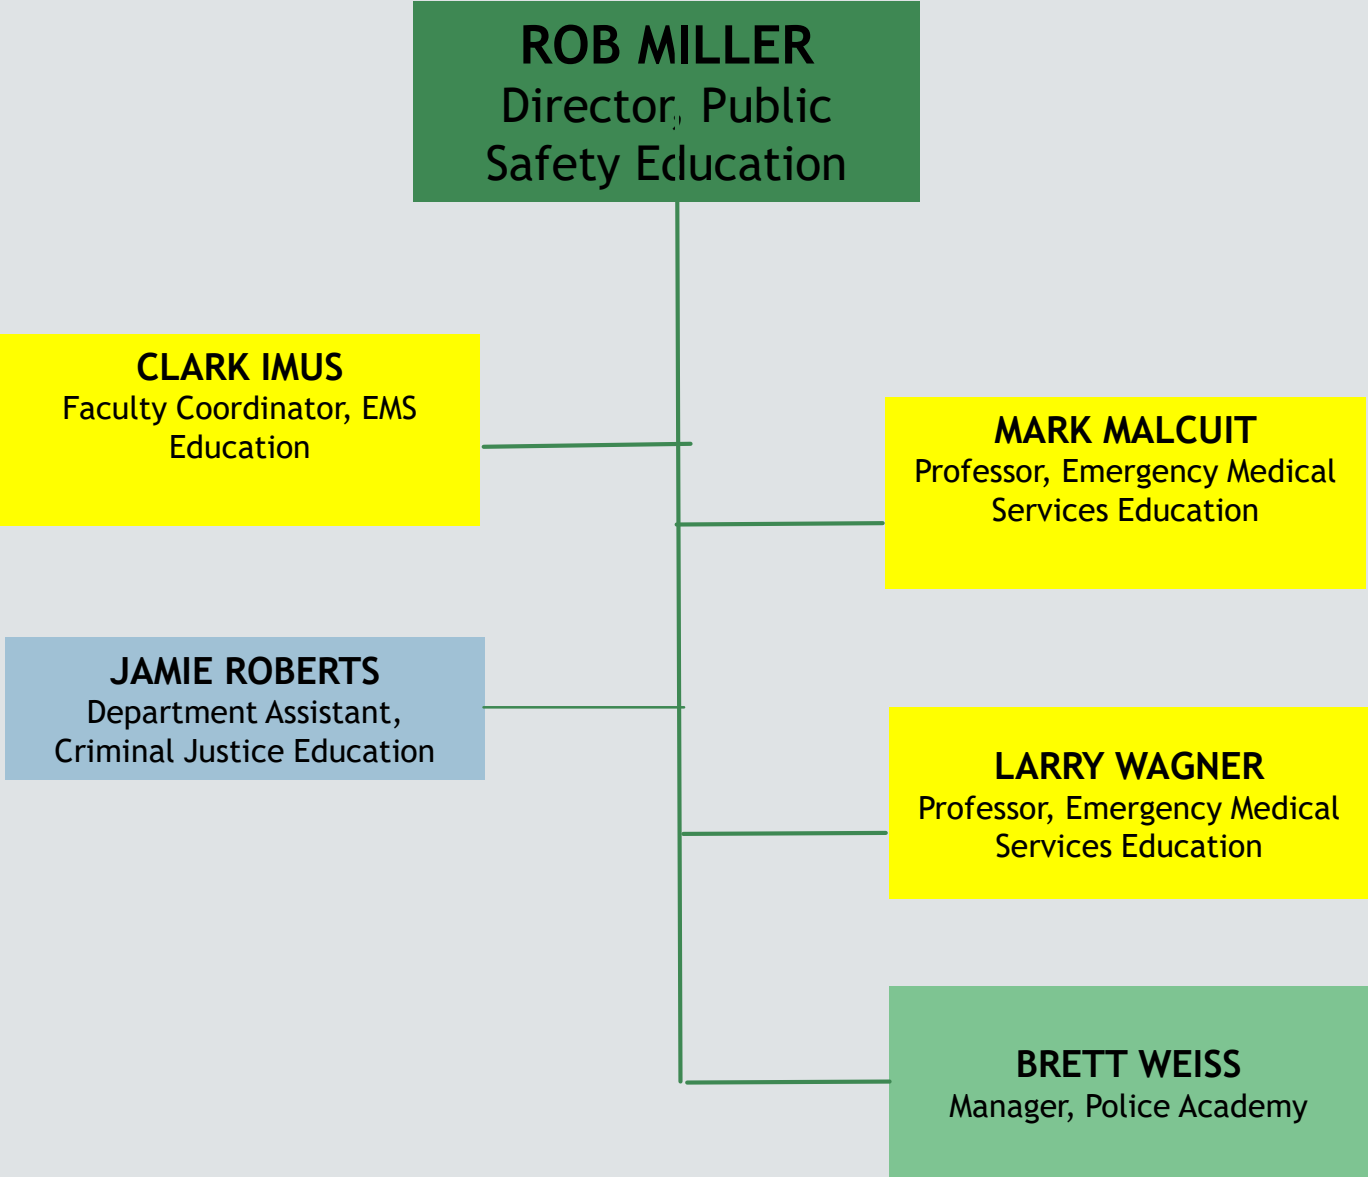 ROB MILLER
Director, Public
Safety Education
CLARK IMUS
Faculty Coordinator, EMS
Education
MARK MALCUIT
Professor, Emergency Medical
Services Education
JAMIE ROBERTS
Department Assistant,
Criminal Justice Education
LARRY WAGNER
Professor, Emergency Medical
Services Education
BRETT WEISS
Manager, Police Academy